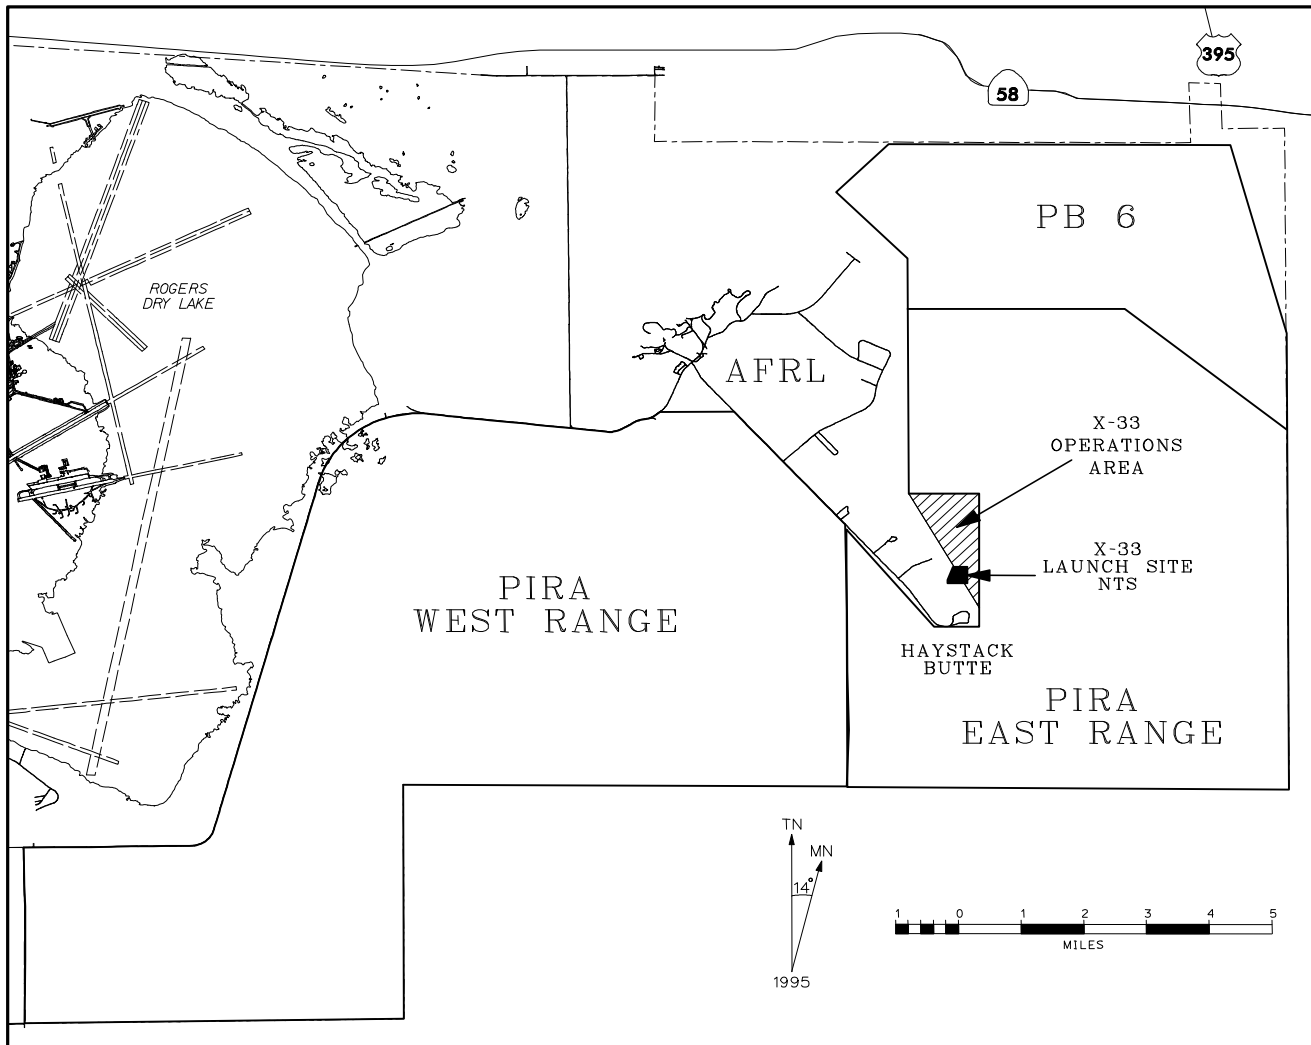 395
58
PB 6
ROGERS
DRY LAKE
AFRL
X-33
OPERATIONS
AREA
X-33
LAUNCH SITE
NTS
PIRA
WEST RANGE
HAYSTACK
BUTTE
PIRA
EAST RANGE
TN
MN
14°
1995
1 0 1 2 3 4 5
MILES